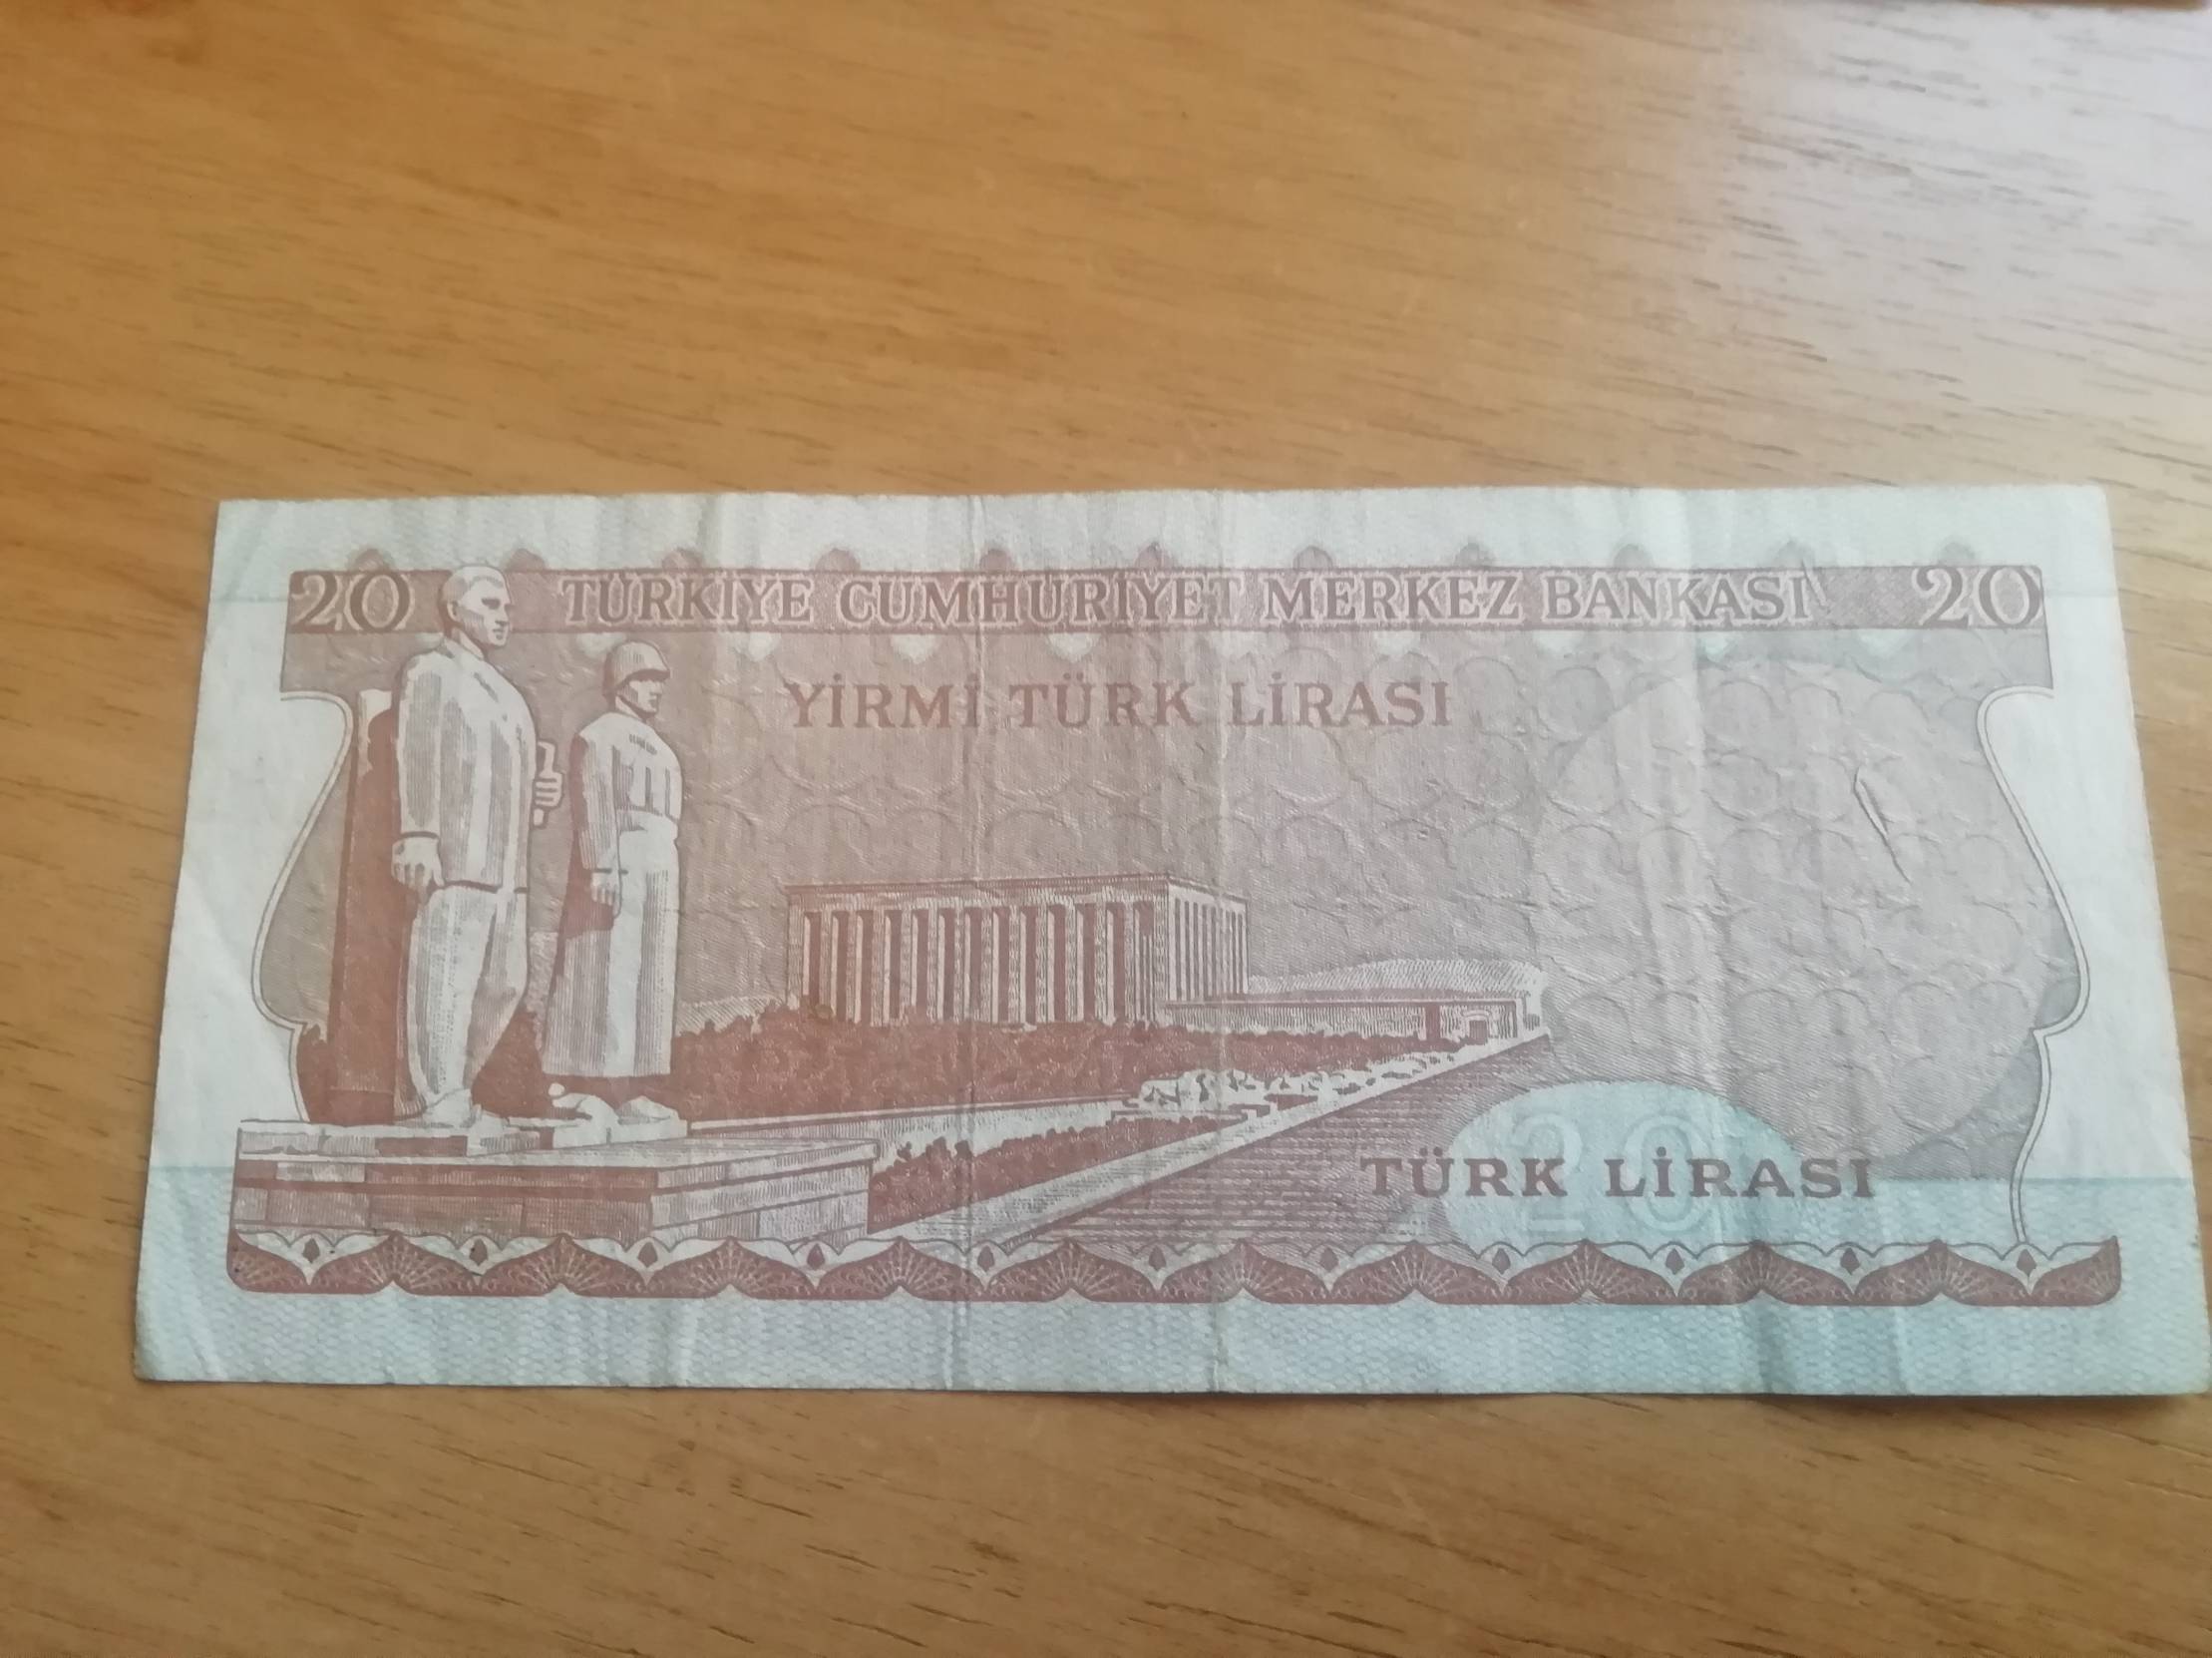 20 TÜRKİYE CUMHURİYET MERKEZ BANKASI 20
YİRMİ TÜRK LİRASI
20
TÜRK LİRASI